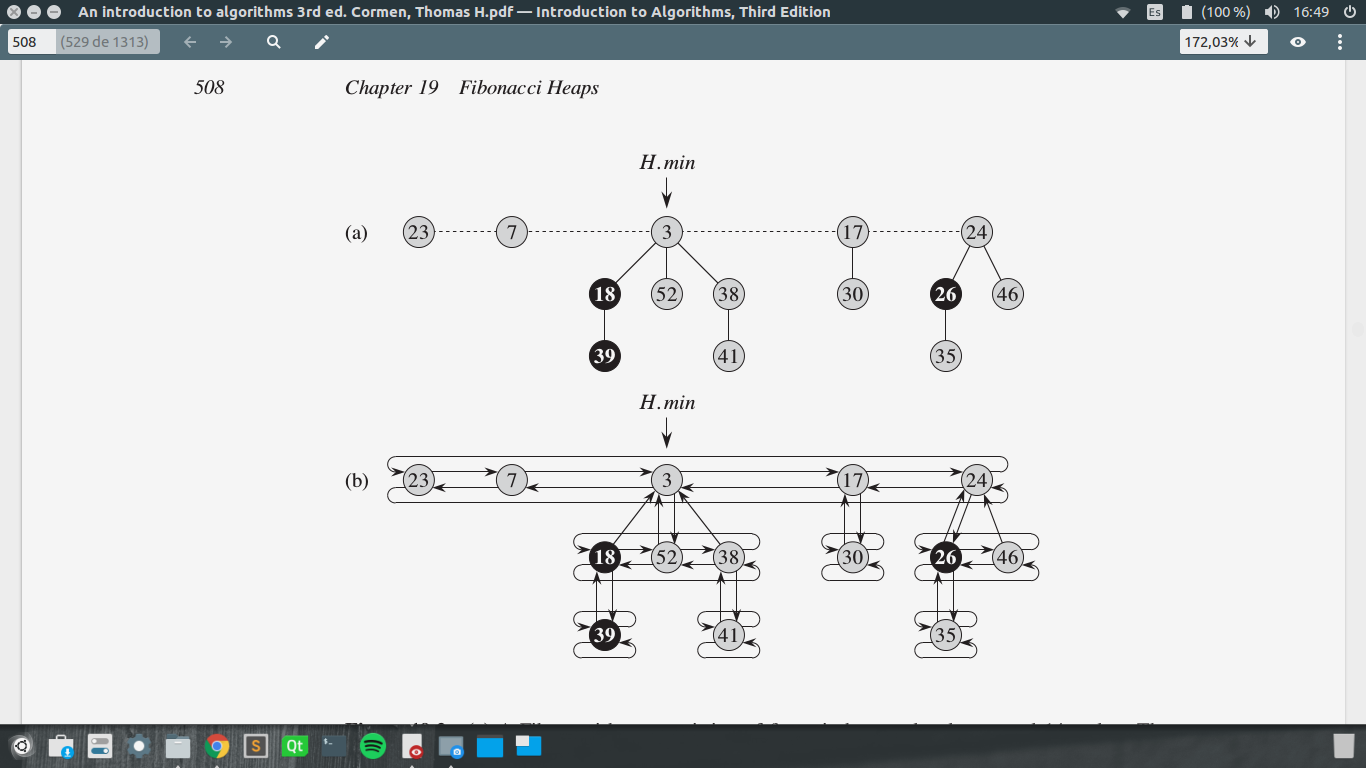 An introduction to algorithms 3rd ed. Cormen, Thomas H.pdf — Introduction to Algorithms, Third Edition
Es (100 %) 16:49
508 (529 de 1313) 172,03%
508 Chapter 19 Fibonacci Heaps
H.min
(a) 23 7 3 17 24
18 52 38 30 26 46
39 41 35
H.min
(b) 23 7 3 17 24
18 52 38 30 26 46
39 41 35
S Qt